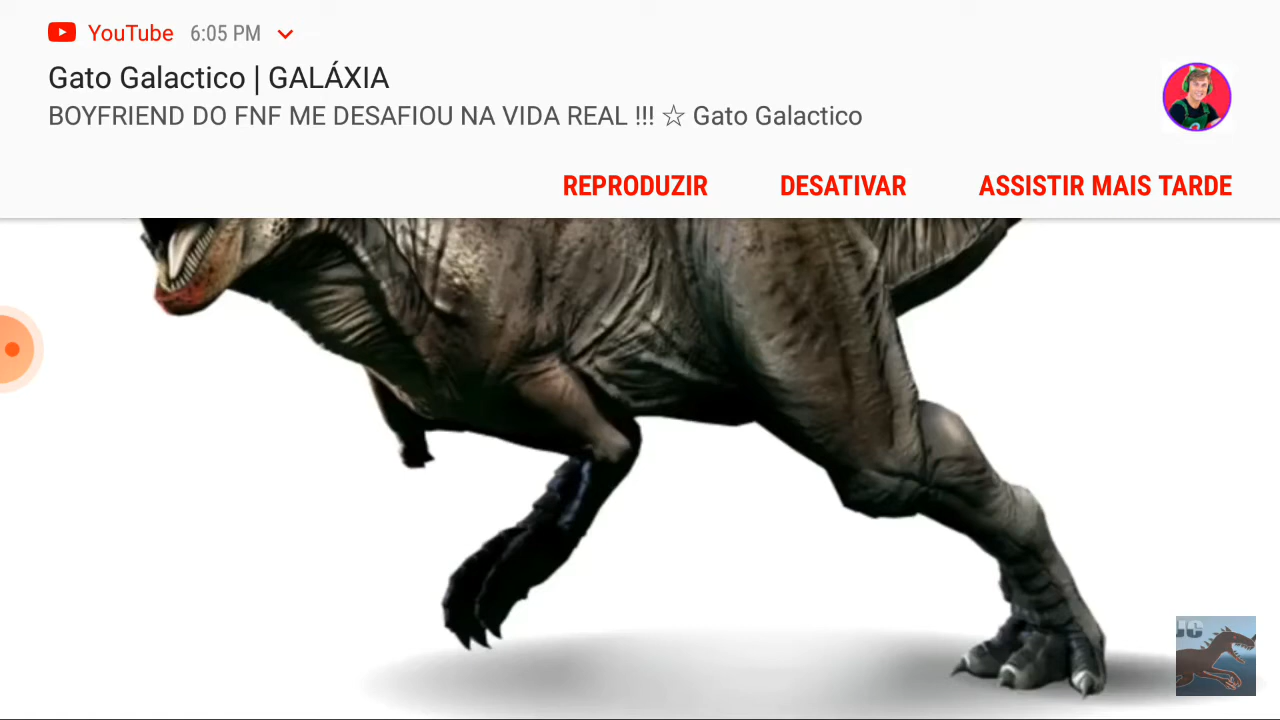 YouTube 6:05 PM
Gato Galactico | GALÁXIA
BOYFRIEND DO FNF ME DESAFIOU NA VIDA REAL !!! ☆ Gato Galactico
REPRODUZIR DESATIVAR ASSISTIR MAIS TARDE
JC